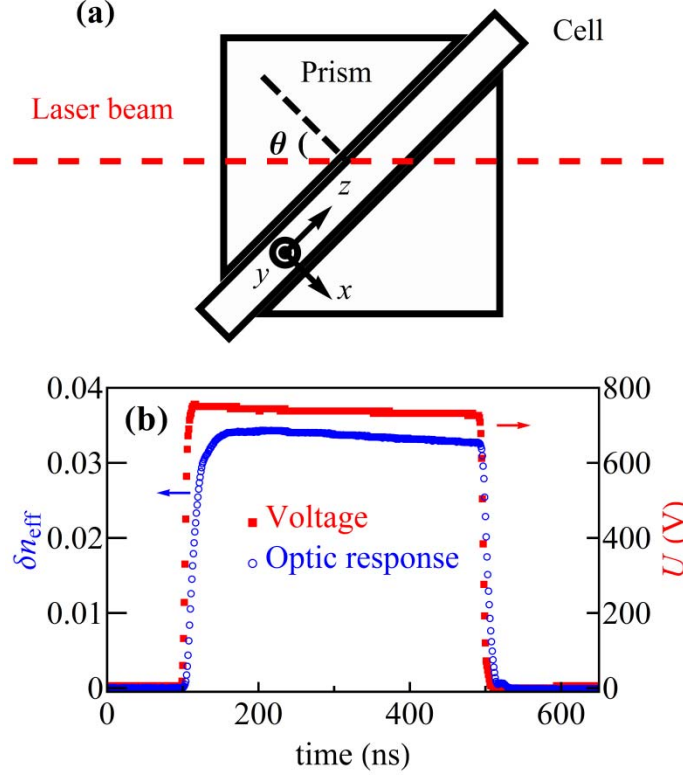 (a)
Cell
Prism
Laser beam
θ (
z
y
x
(b)
0.04
0.03
0.02
0.01
0
δn_eff
800
600
400
200
0
U (V)
Voltage
Optic response
0 200 400 600
time (ns)